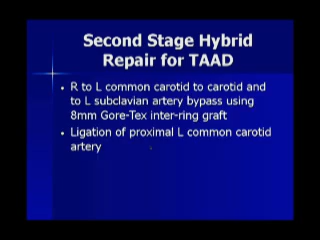 Second Stage Hybrid
Repair for TAAD
• R to L common carotid to carotid and
to L subclavian artery bypass using
8mm Gore-Tex inter-ring graft
• Ligation of proximal L common carotid
artery